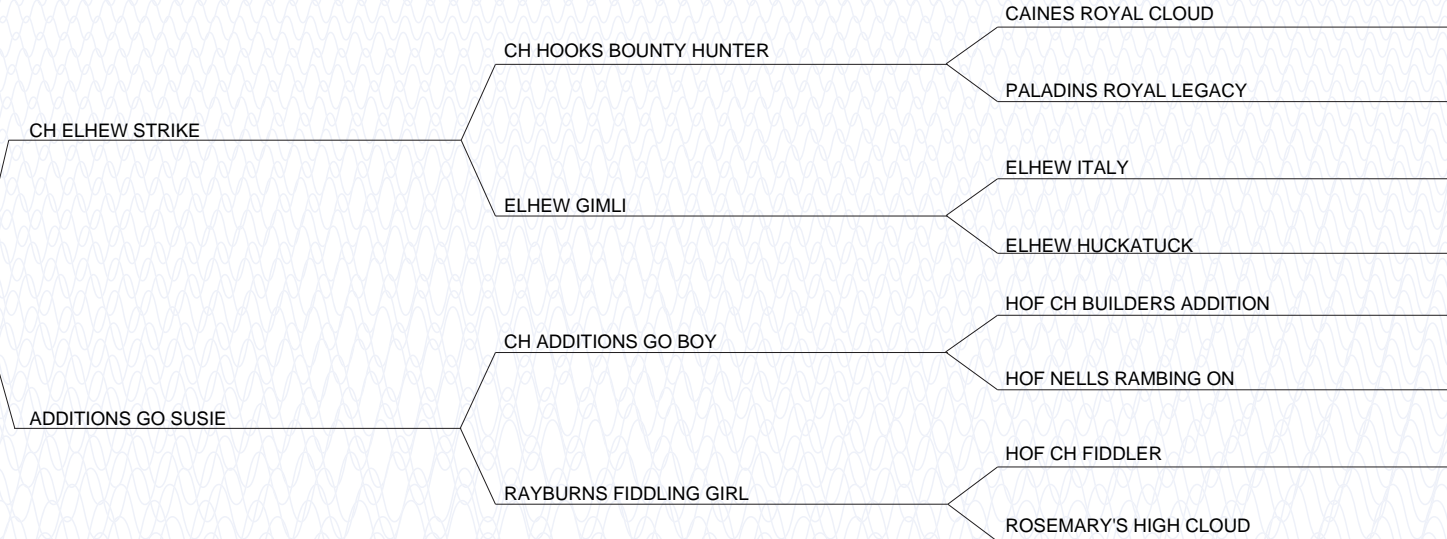 CAINES ROYAL CLOUD
CH HOOKS BOUNTY HUNTER
PALADINS ROYAL LEGACY
CH ELHEW STRIKE
ELHEW ITALY
ELHEW GIMLI
ELHEW HUCKATUCK
HOF CH BUILDERS ADDITION
CH ADDITIONS GO BOY
HOF NELLS RAMBING ON
ADDITIONS GO SUSIE
HOF CH FIDDLER
RAYBURNS FIDDLING GIRL
ROSEMARY'S HIGH CLOUD